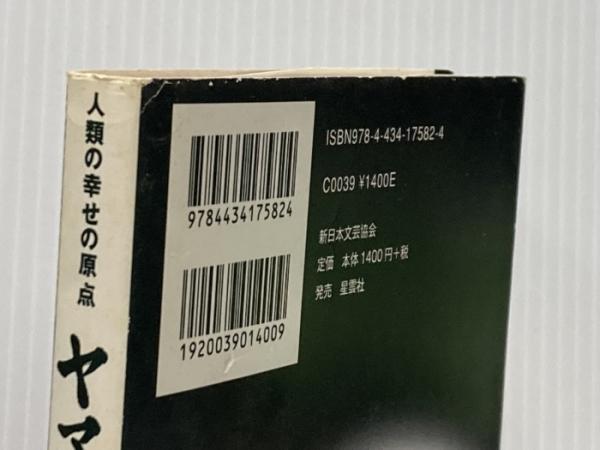 人類の幸せの原点
ヤマ
ISBN978-4-434-17582-4
C0039 ¥1400E
9784434175824
新日本文芸協会
定価 本体1400円+税
発売 星雲社
1920039014009